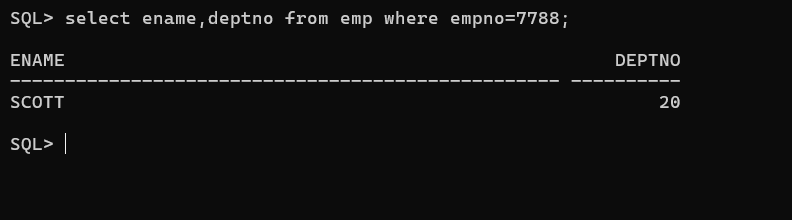 SQL> select ename,deptno from emp where empno=7788;
ENAME                                                  DEPTNO
-------------------------------------------------- ----------
SCOTT                                                      20
SQL>